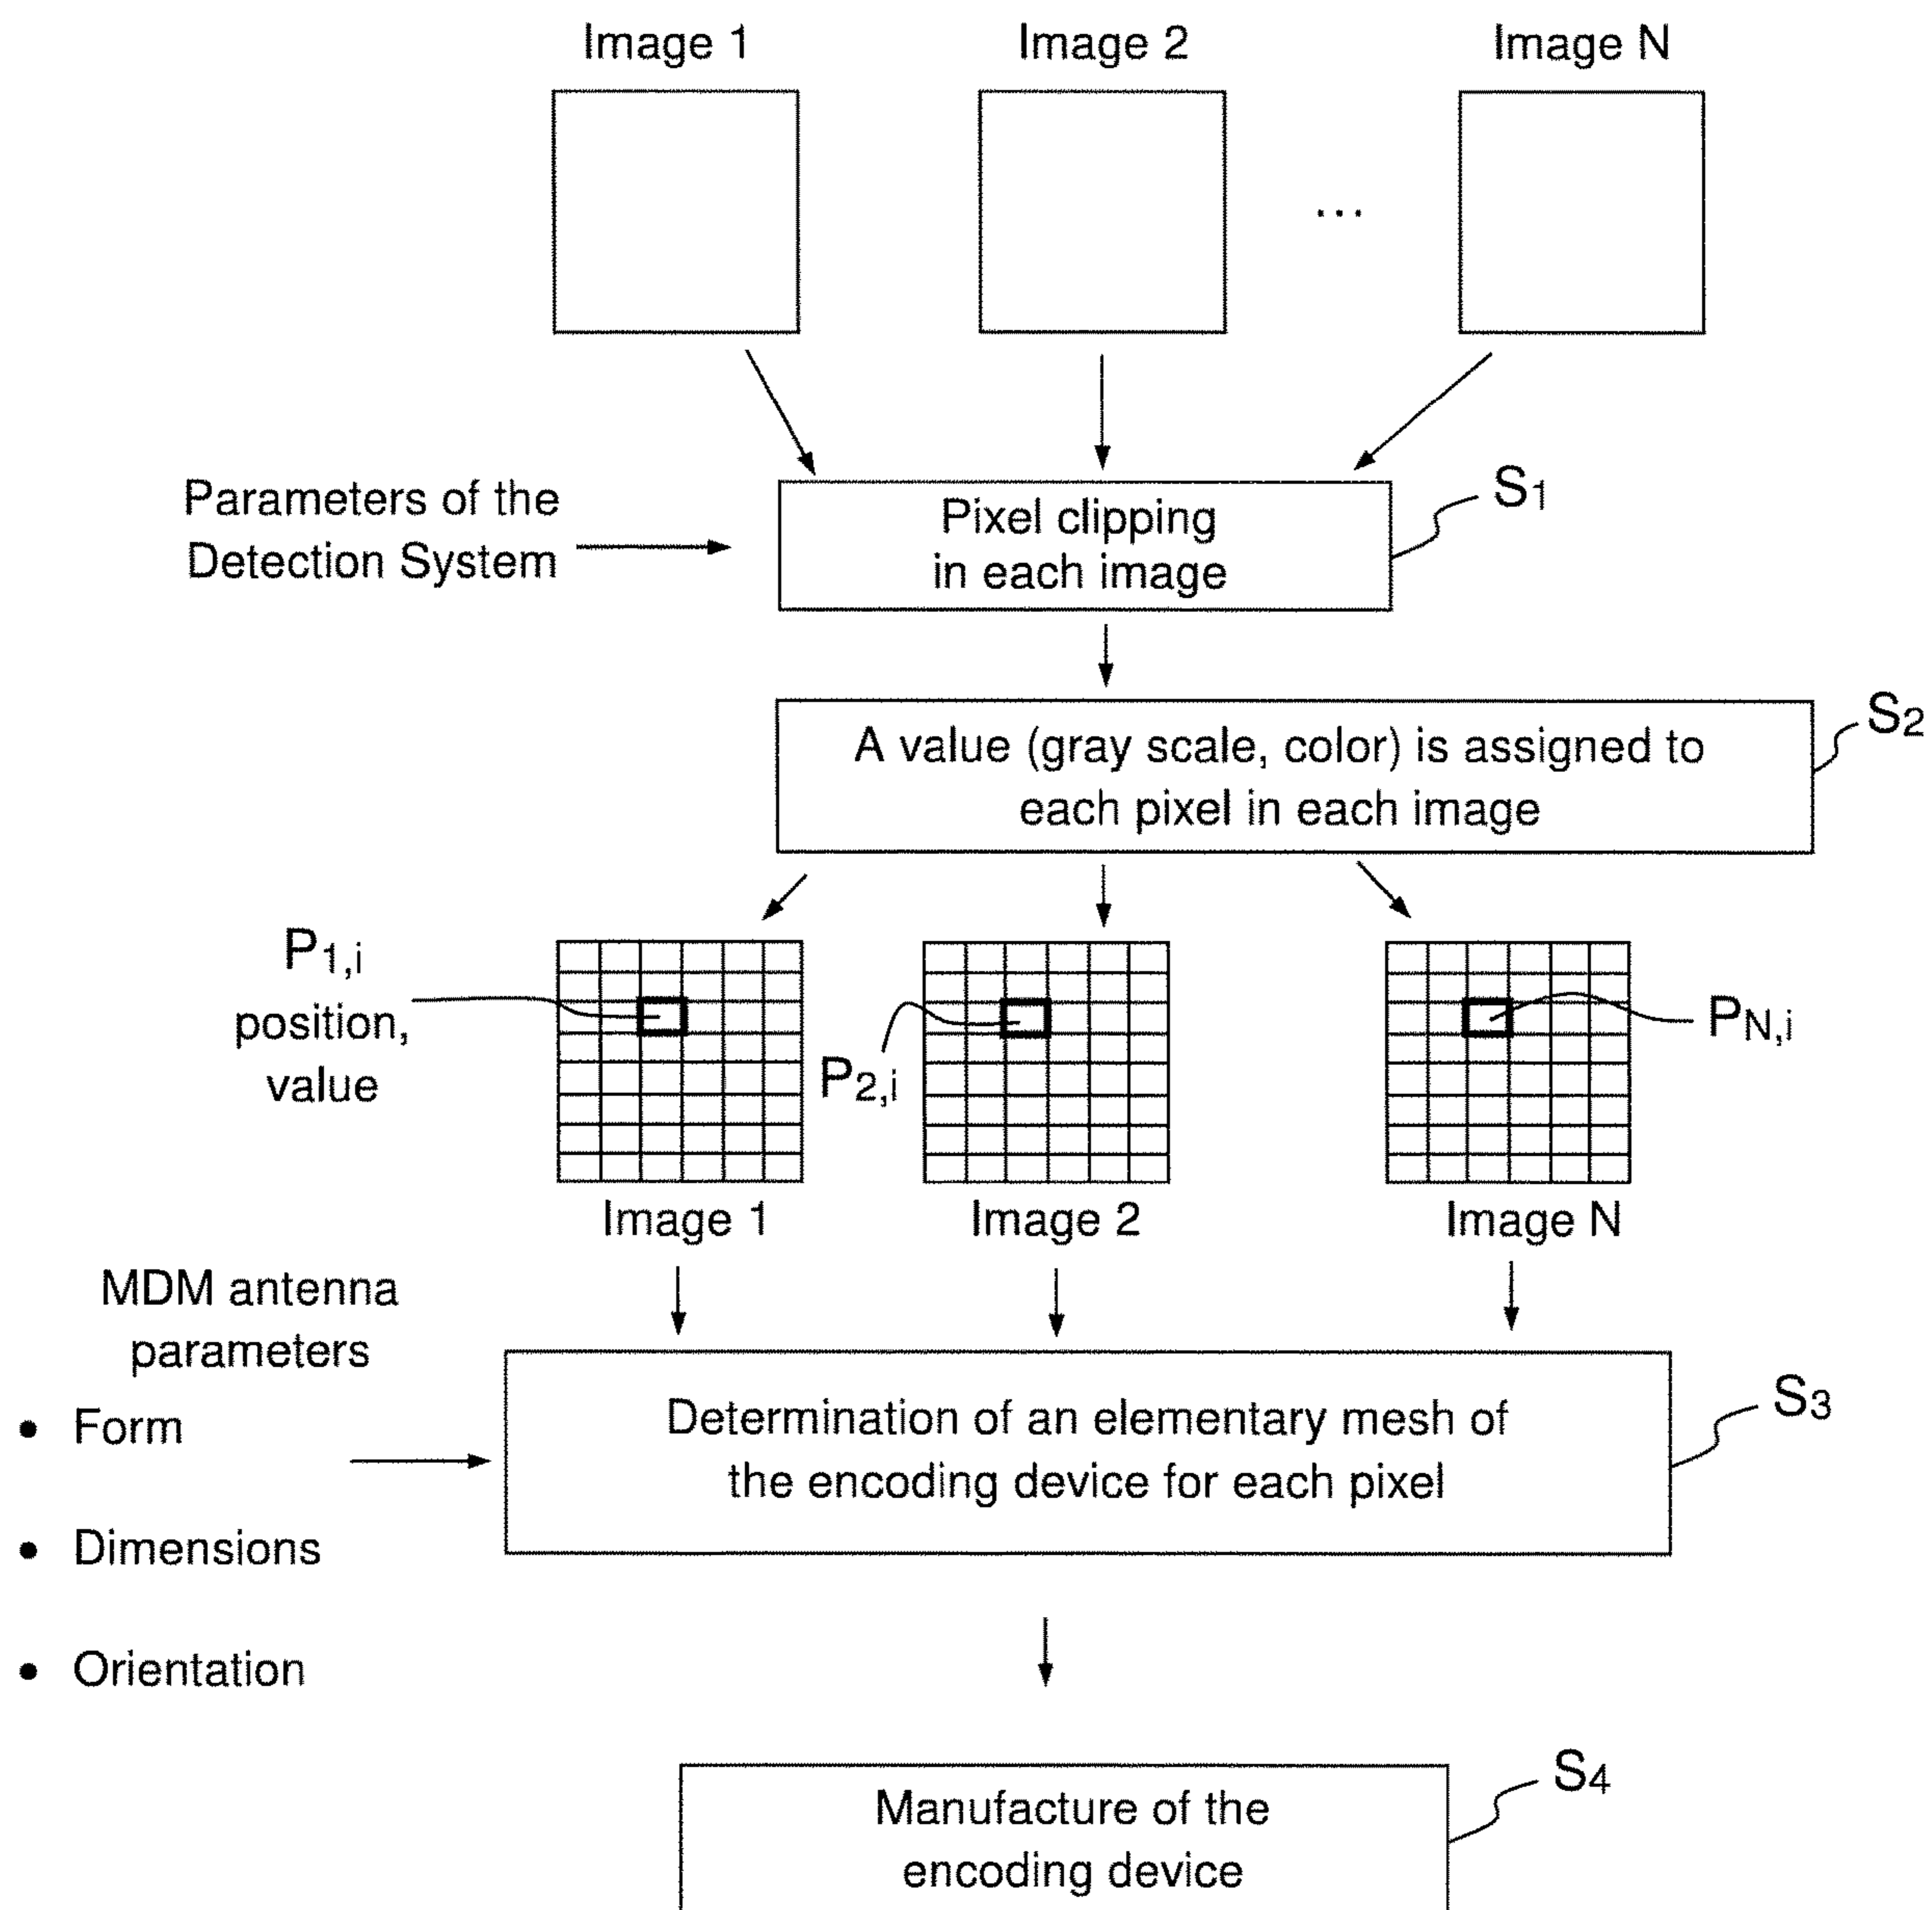 Image 1
Image 2
Image N
...
Parameters of the
Detection System
Pixel clipping
in each image
S1
A value (gray scale, color) is assigned to
each pixel in each image
S2
P1,i
position,
value
P2,i
PN,i
Image 1
Image 2
Image N
MDM antenna
parameters
• Form
• Dimensions
• Orientation
Determination of an elementary mesh of
the encoding device for each pixel
S3
Manufacture of the
encoding device
S4